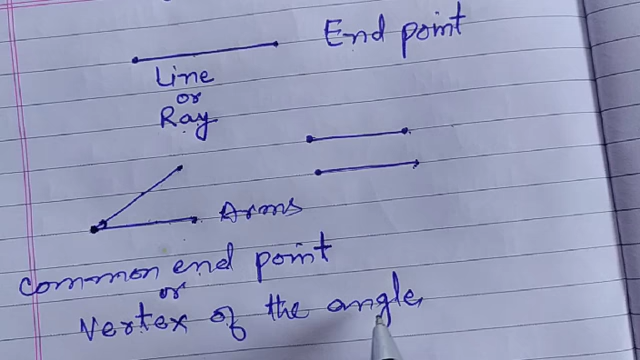 End point
Line
or
Ray
Arms
Common end point
or
Vertex of the angle